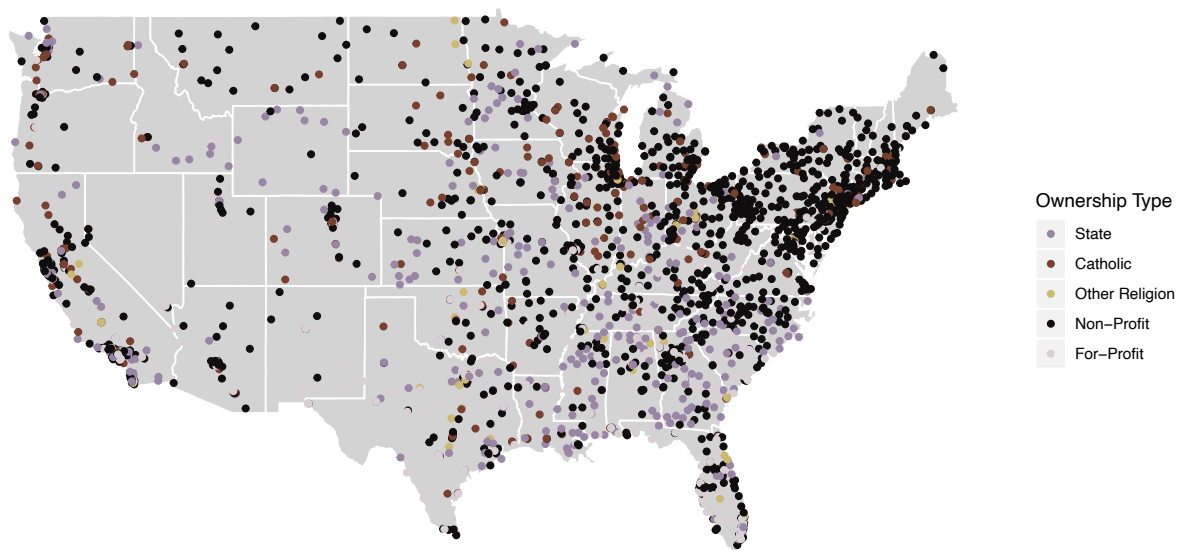 Ownership Type
State
Catholic
Other Religion
Non−Profit
For−Profit